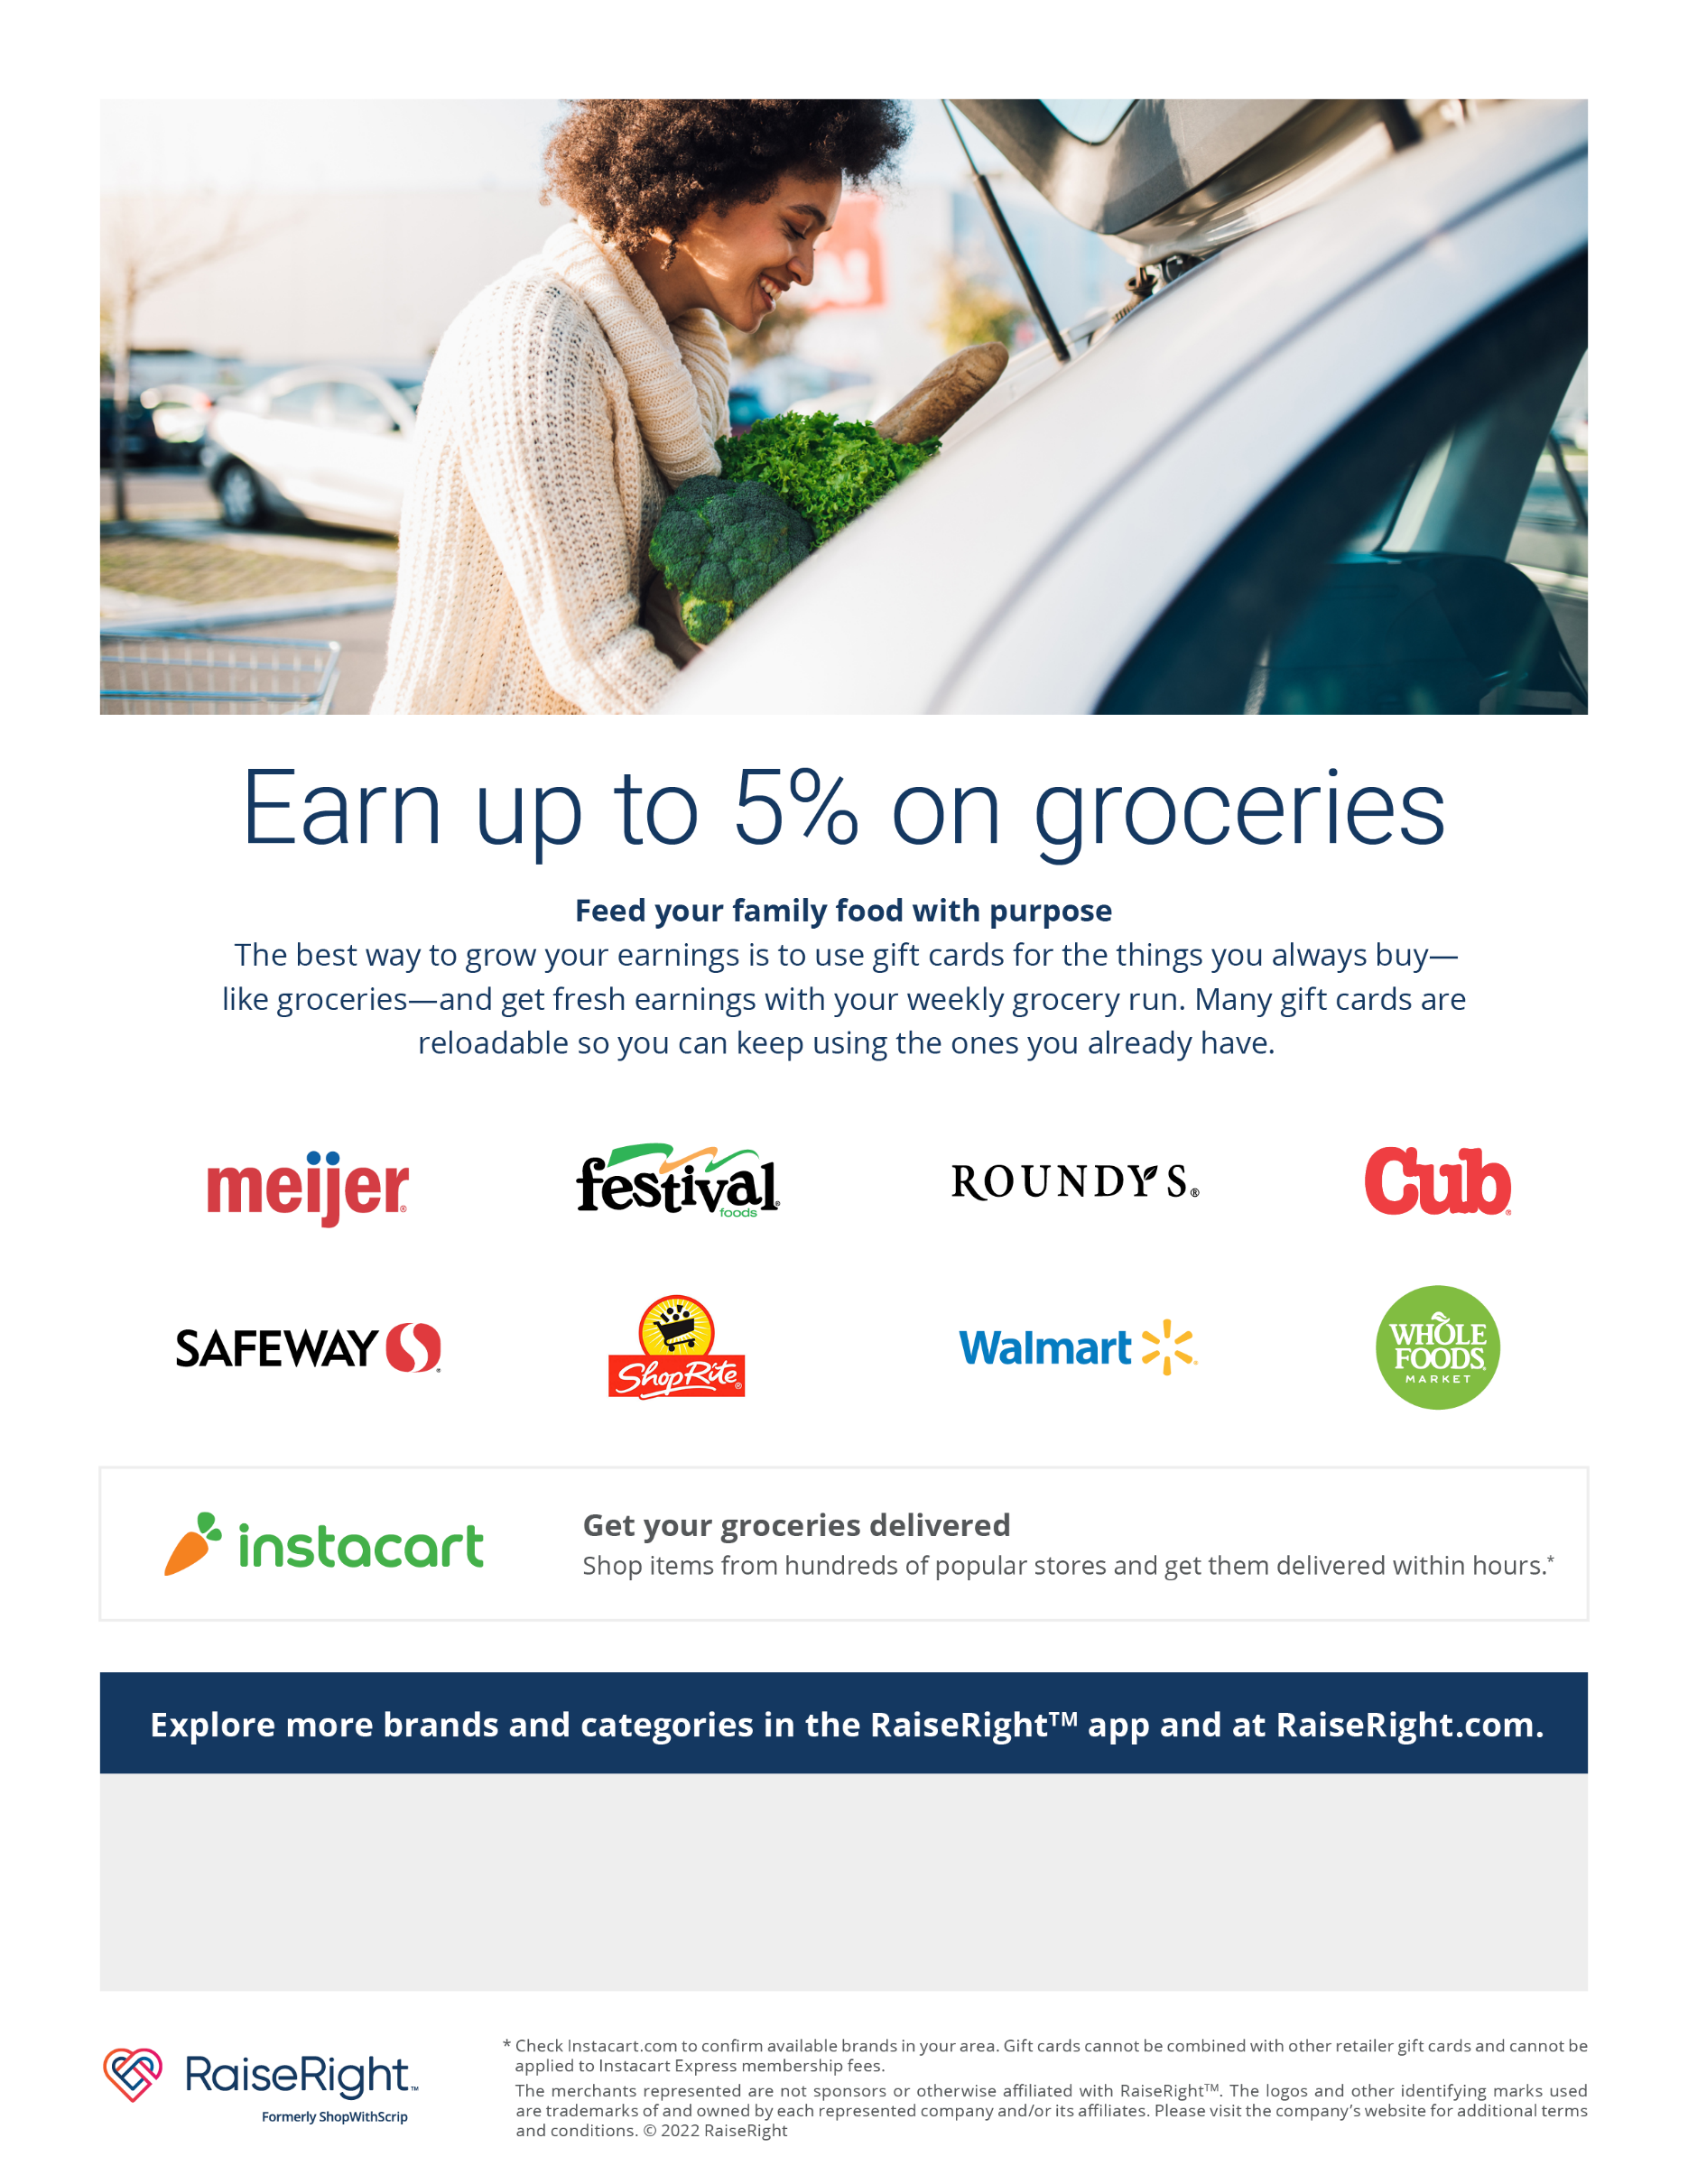 Earn up to 5% on groceries
Feed your family food with purpose
The best way to grow your earnings is to use gift cards for the things you always buy—
like groceries—and get fresh earnings with your weekly grocery run. Many gift cards are
reloadable so you can keep using the ones you already have.
meijer®
festival®
foods
ROUNDY'S®
Cub®
SAFEWAY®
ShopRite®
Walmart
WHOLE
FOODS®
MARKET
instacart
Get your groceries delivered
Shop items from hundreds of popular stores and get them delivered within hours.*
Explore more brands and categories in the RaiseRight™ app and at RaiseRight.com.
RaiseRight™
Formerly ShopWithScrip
* Check Instacart.com to confirm available brands in your area. Gift cards cannot be combined with other retailer gift cards and cannot be
applied to Instacart Express membership fees.
The merchants represented are not sponsors or otherwise affiliated with RaiseRight™. The logos and other identifying marks used
are trademarks of and owned by each represented company and/or its affiliates. Please visit the company’s website for additional terms
and conditions. © 2022 RaiseRight